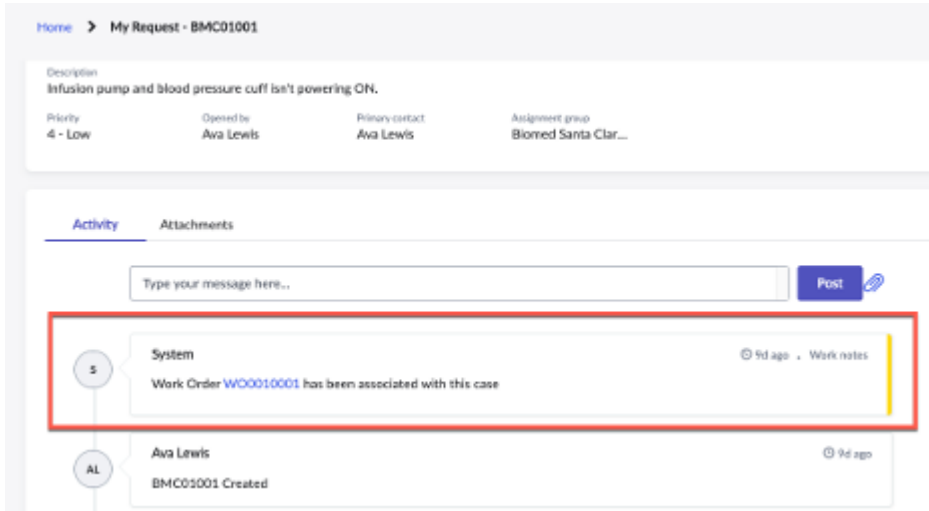 Home > My Request - BMC01001
Description
Infusion pump and blood pressure cuff isn't powering ON.
Priority Opened by Primary contact Assignment group
4 - Low Ava Lewis Ava Lewis Biomed Santa Clar...
Activity Attachments
Type your message here...
Post
S
System
9d ago . Work notes
Work Order WO0010001 has been associated with this case
AL
Ava Lewis
9d ago
BMC01001 Created